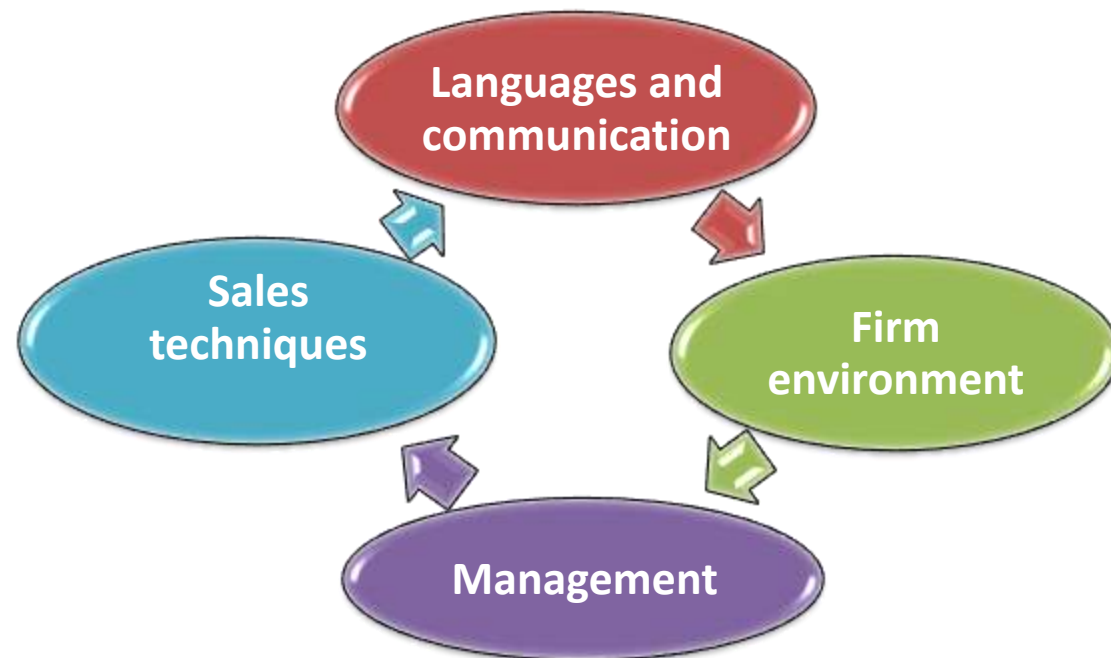 Languages and
communication
Sales
techniques
Firm
environment
Management